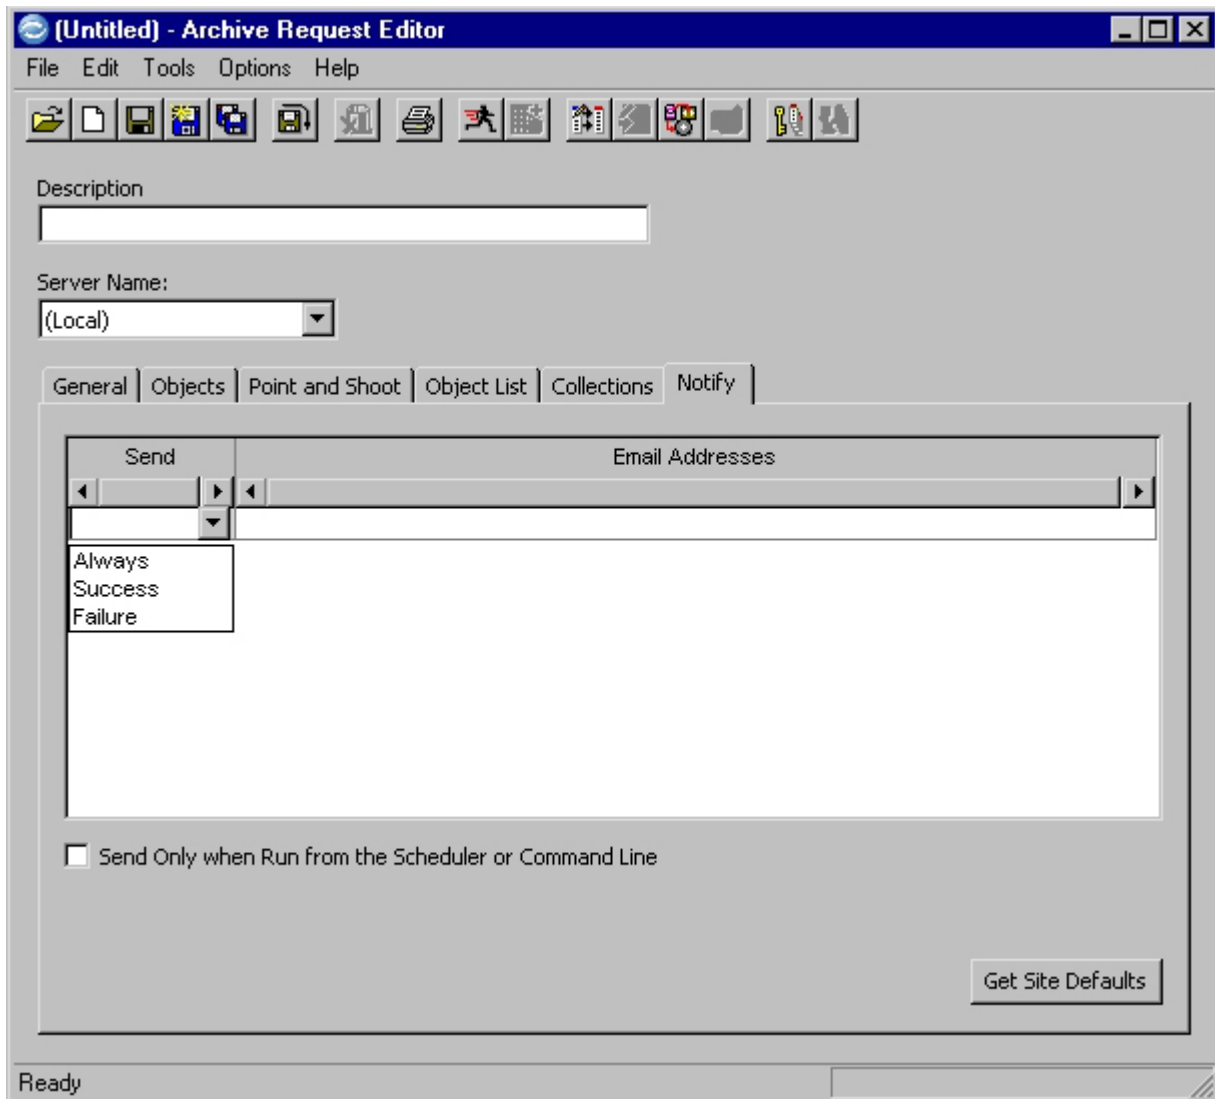 (Untitled) - Archive Request Editor
File Edit Tools Options Help
Description
Server Name:
(Local)
General Objects Point and Shoot Object List Collections Notify
Send Email Addresses
Always
Success
Failure
Send Only when Run from the Scheduler or Command Line
Get Site Defaults
Ready